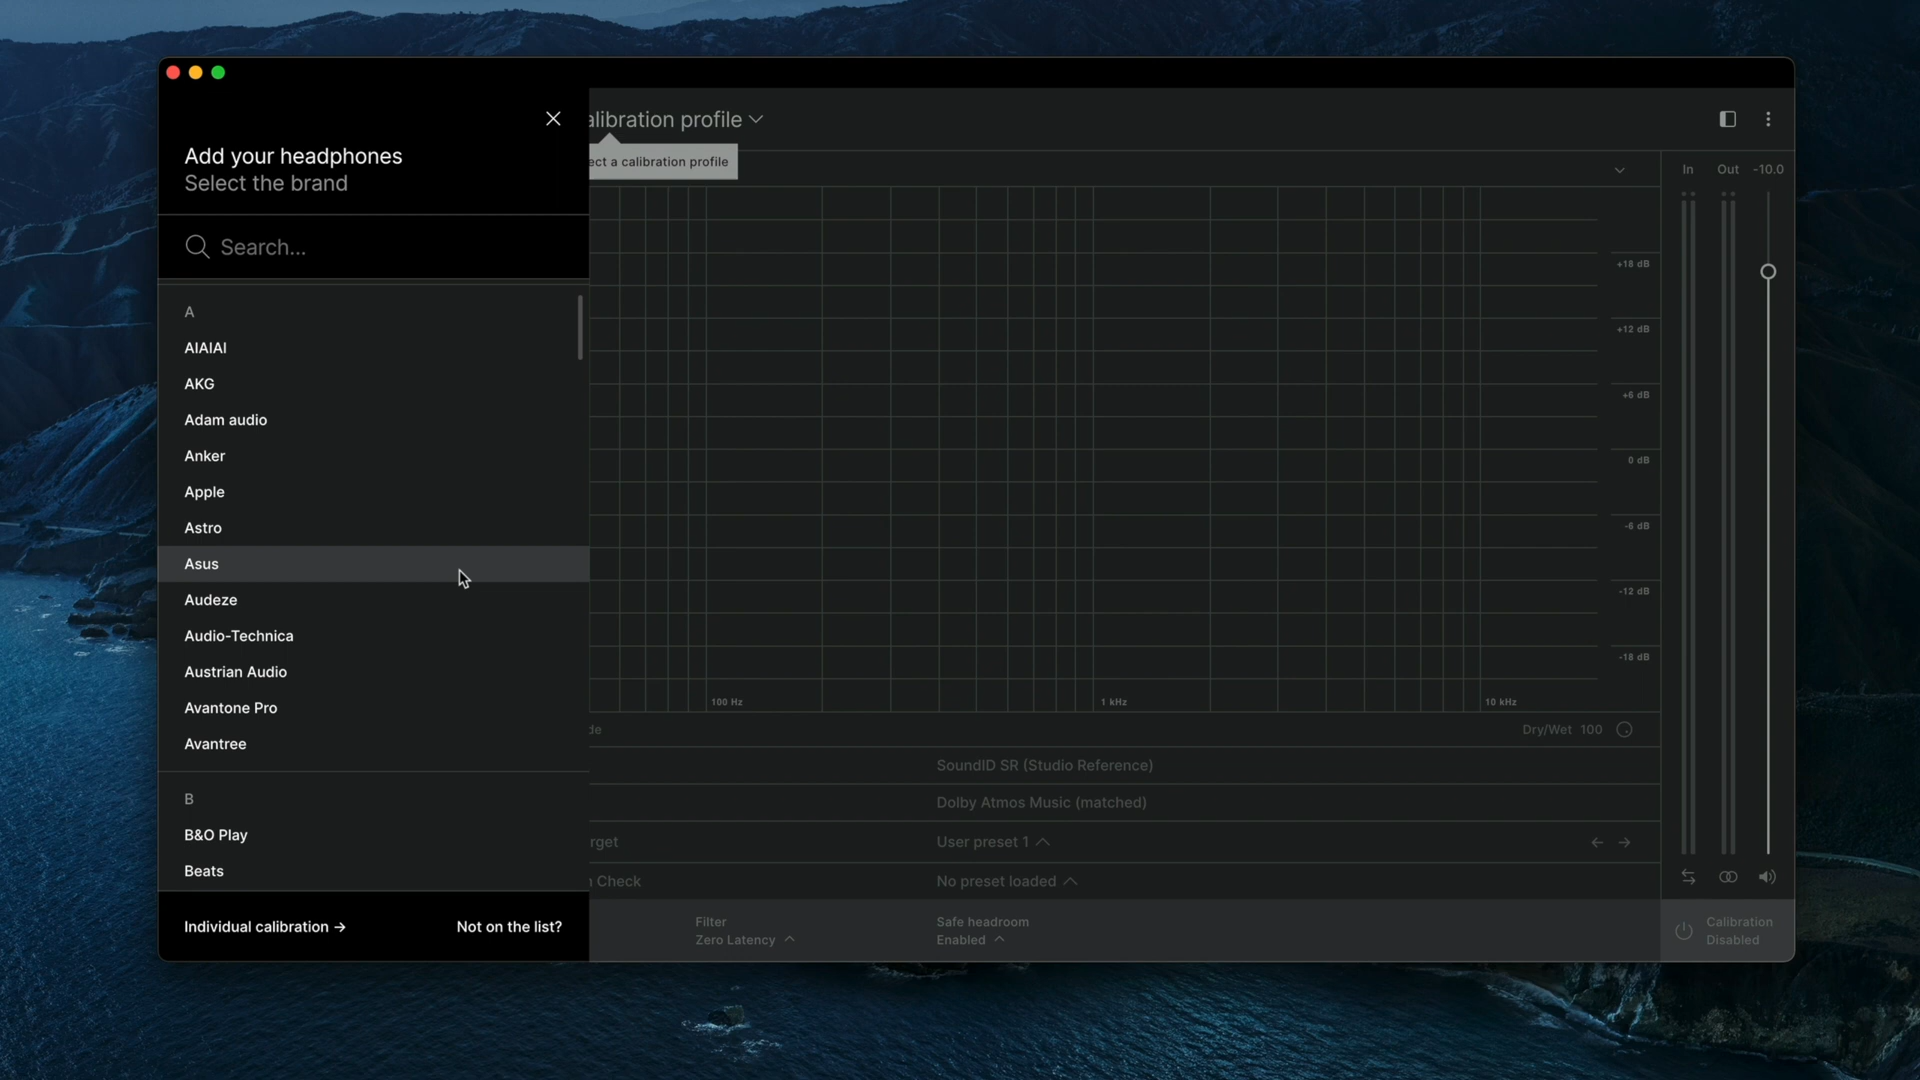 alibration profile
Add your headphones
Select the brand
ect a calibration profile
In Out -10.0
Search...
A
AIAIAI
AKG
Adam audio
Anker
Apple
Astro
Asus
Audeze
Audio-Technica
Austrian Audio
Avantone Pro
Avantree
B
B&O Play
Beats
Individual calibration →
Not on the list?
+18 dB
+12 dB
+6 dB
0 dB
-6 dB
-12 dB
-18 dB
100 Hz
1 kHz
10 kHz
de
Dry/Wet 100
SoundID SR (Studio Reference)
Dolby Atmos Music (matched)
rget
User preset 1
← →
Check
No preset loaded
Filter
Zero Latency
Safe headroom
Enabled
Calibration
Disabled